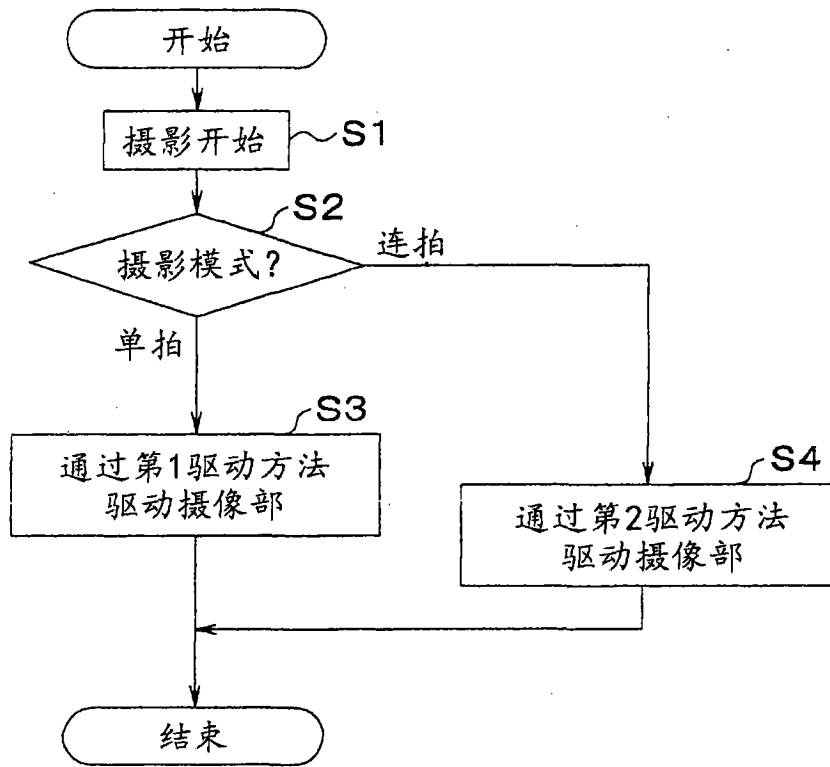 开始
摄影开始
S1
S2
摄影模式?
连拍
单拍
S3
通过第1驱动方法
驱动摄像部
S4
通过第2驱动方法
驱动摄像部
结束